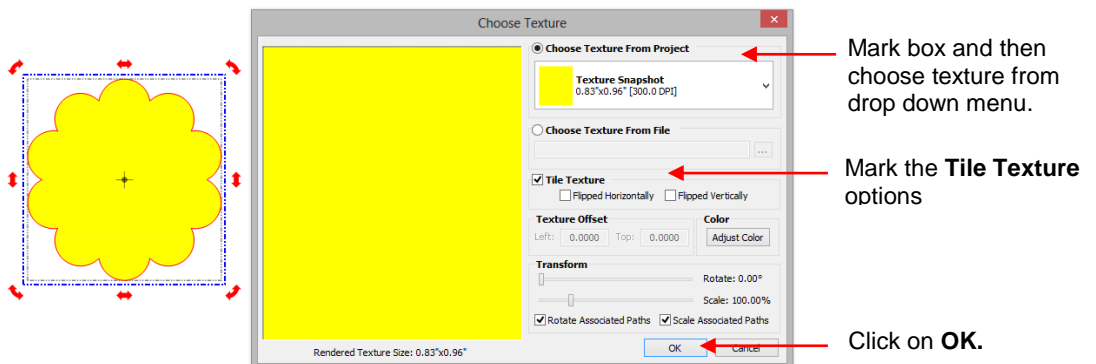 Choose Texture
Choose Texture From Project
Texture Snapshot
0.83"x0.96" [300.0 DPI]
Choose Texture From File
...
Tile Texture
Flipped Horizontally Flipped Vertically
Texture Offset
Left: 0.0000 Top: 0.0000
Color
Adjust Color
Transform
Rotate: 0.00°
Scale: 100.00%
Rotate Associated Paths Scale Associated Paths
Rendered Texture Size: 0.83"x0.96"
OK Cancel
Mark box and then
choose texture from
drop down menu.
Mark the Tile Texture
options
Click on OK.